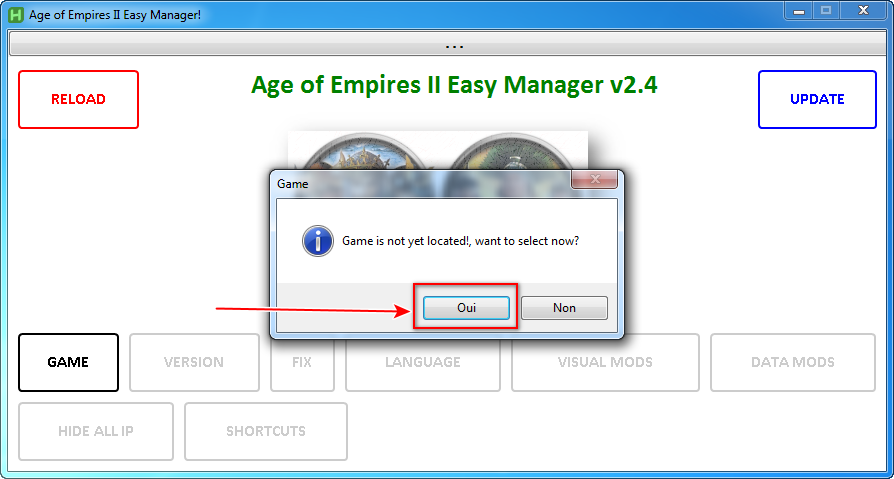 Age of Empires II Easy Manager!
...
RELOAD
Age of Empires II Easy Manager v2.4
UPDATE
Game
Game is not yet located!, want to select now?
Oui
Non
GAME
VERSION
FIX
LANGUAGE
VISUAL MODS
DATA MODS
HIDE ALL IP
SHORTCUTS